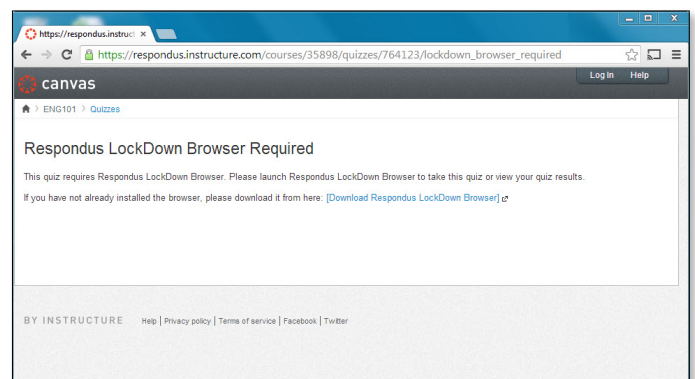 https://respondus.instruct
https://respondus.instructure.com/courses/35898/quizzes/764123/lockdown_browser_required
canvas
Log In Help
ENG101 > Quizzes
Respondus LockDown Browser Required
This quiz requires Respondus LockDown Browser. Please launch Respondus LockDown Browser to take this quiz or view your quiz results.
If you have not already installed the browser, please download it from here: [Download Respondus LockDown Browser]
BY INSTRUCTURE Help | Privacy policy | Terms of service | Facebook | Twitter